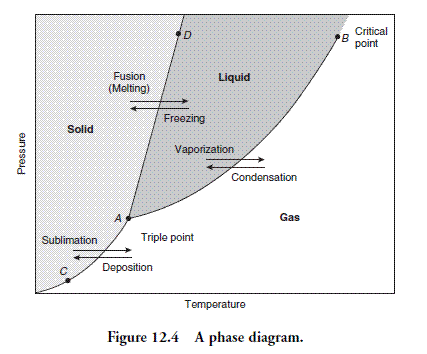 D
B
Critical
point
Fusion
(Melting)
Liquid
Freezing
Solid
Vaporization
Condensation
Pressure
A
Gas
Triple point
Sublimation
Deposition
C
Temperature
Figure 12.4 A phase diagram.